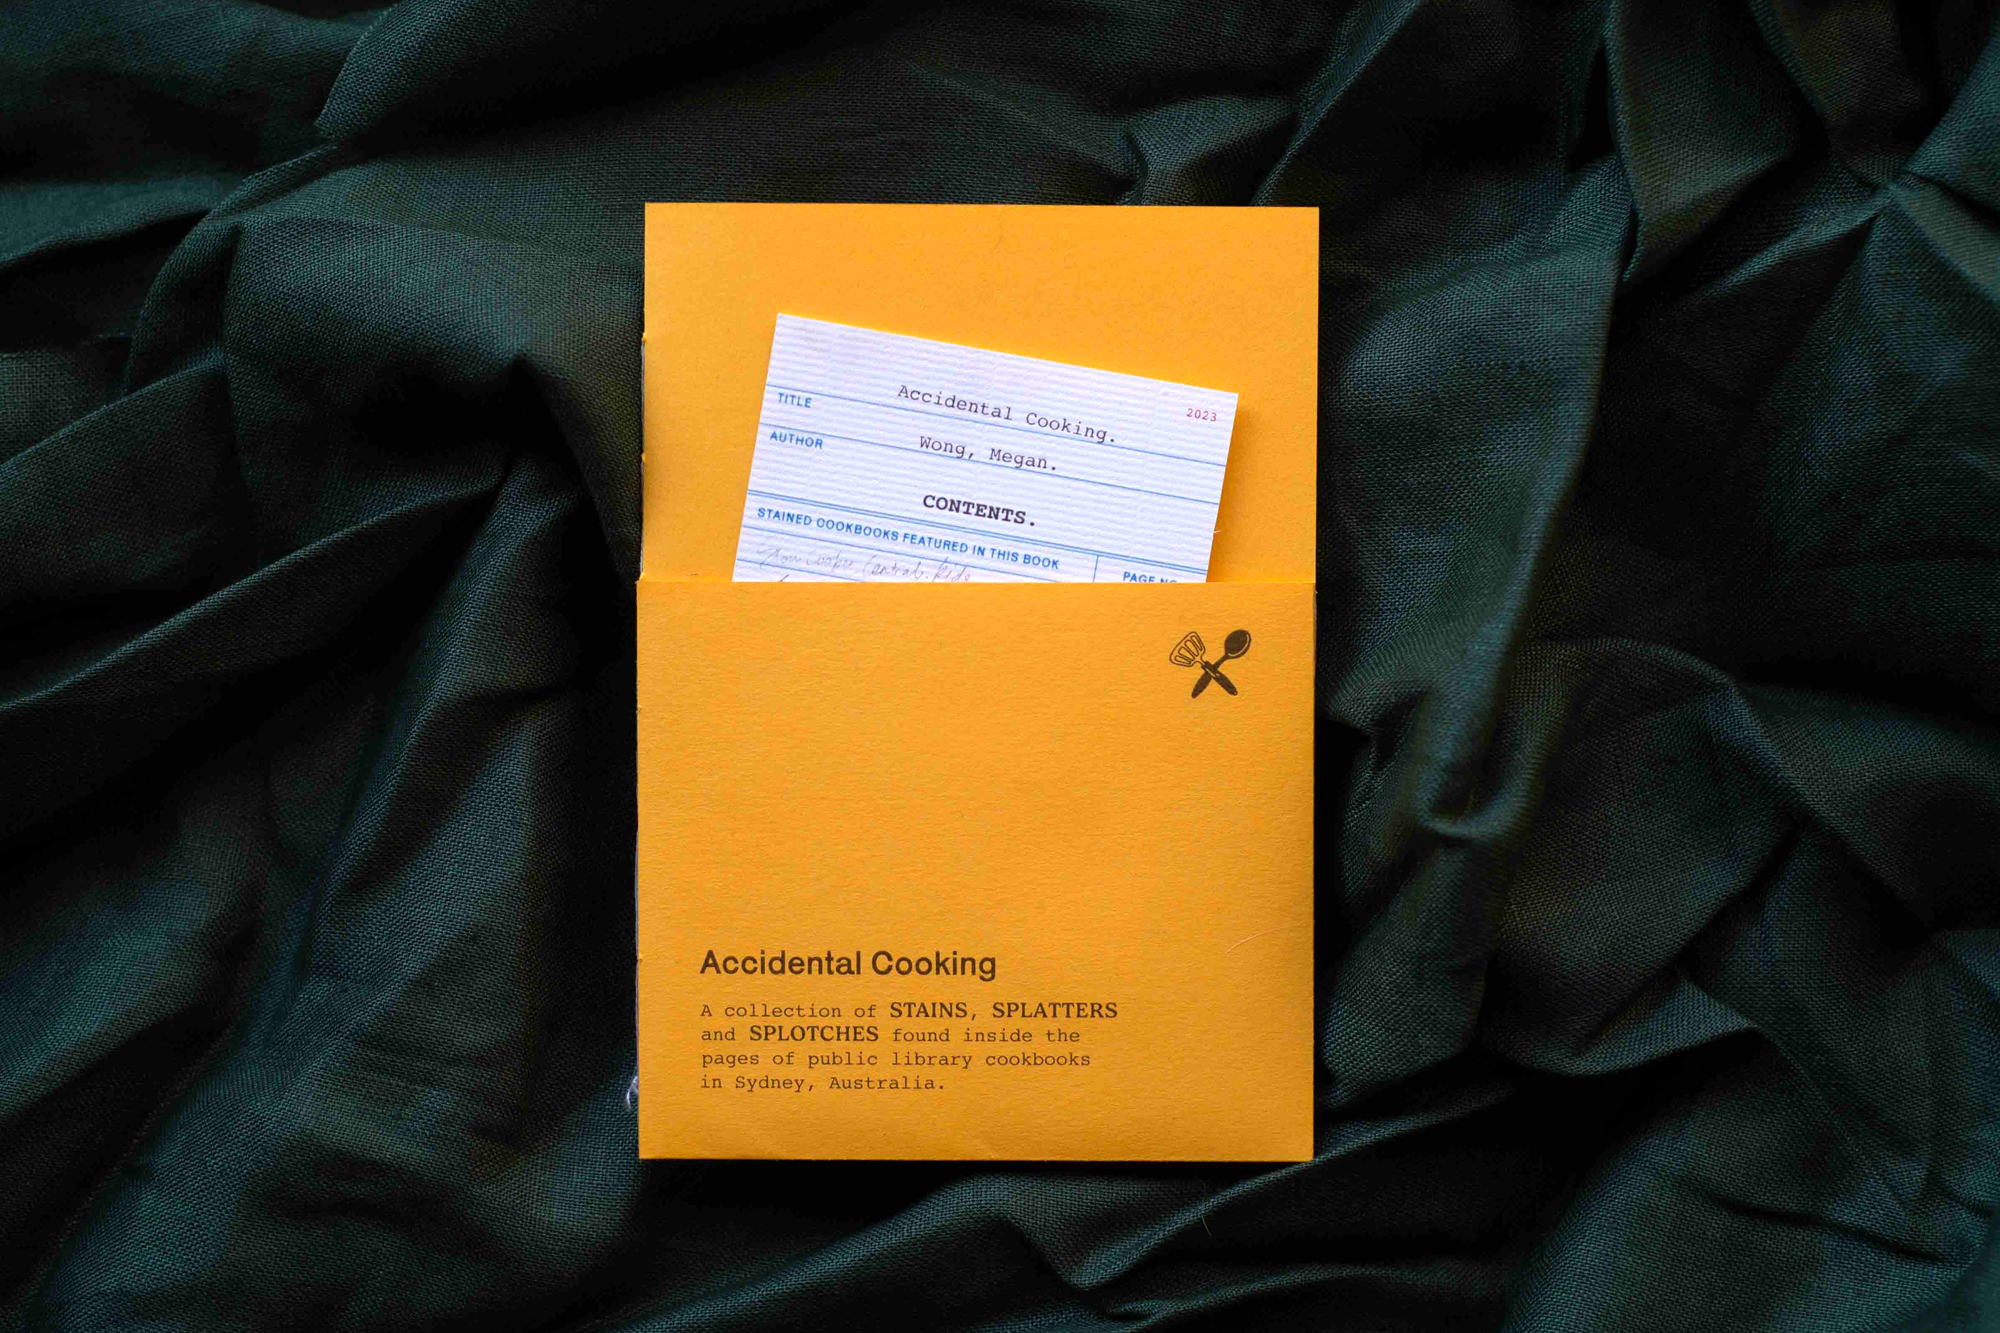 Accidental Cooking.
2023
TITLE
AUTHOR
Wong, Megan.
CONTENTS.
STAINED COOKBOOKS FEATURED IN THIS BOOK
PAGE
Accidental Cooking
A collection of STAINS, SPLATTERS
and SPLOTCHES found inside the
pages of public library cookbooks
in Sydney, Australia.